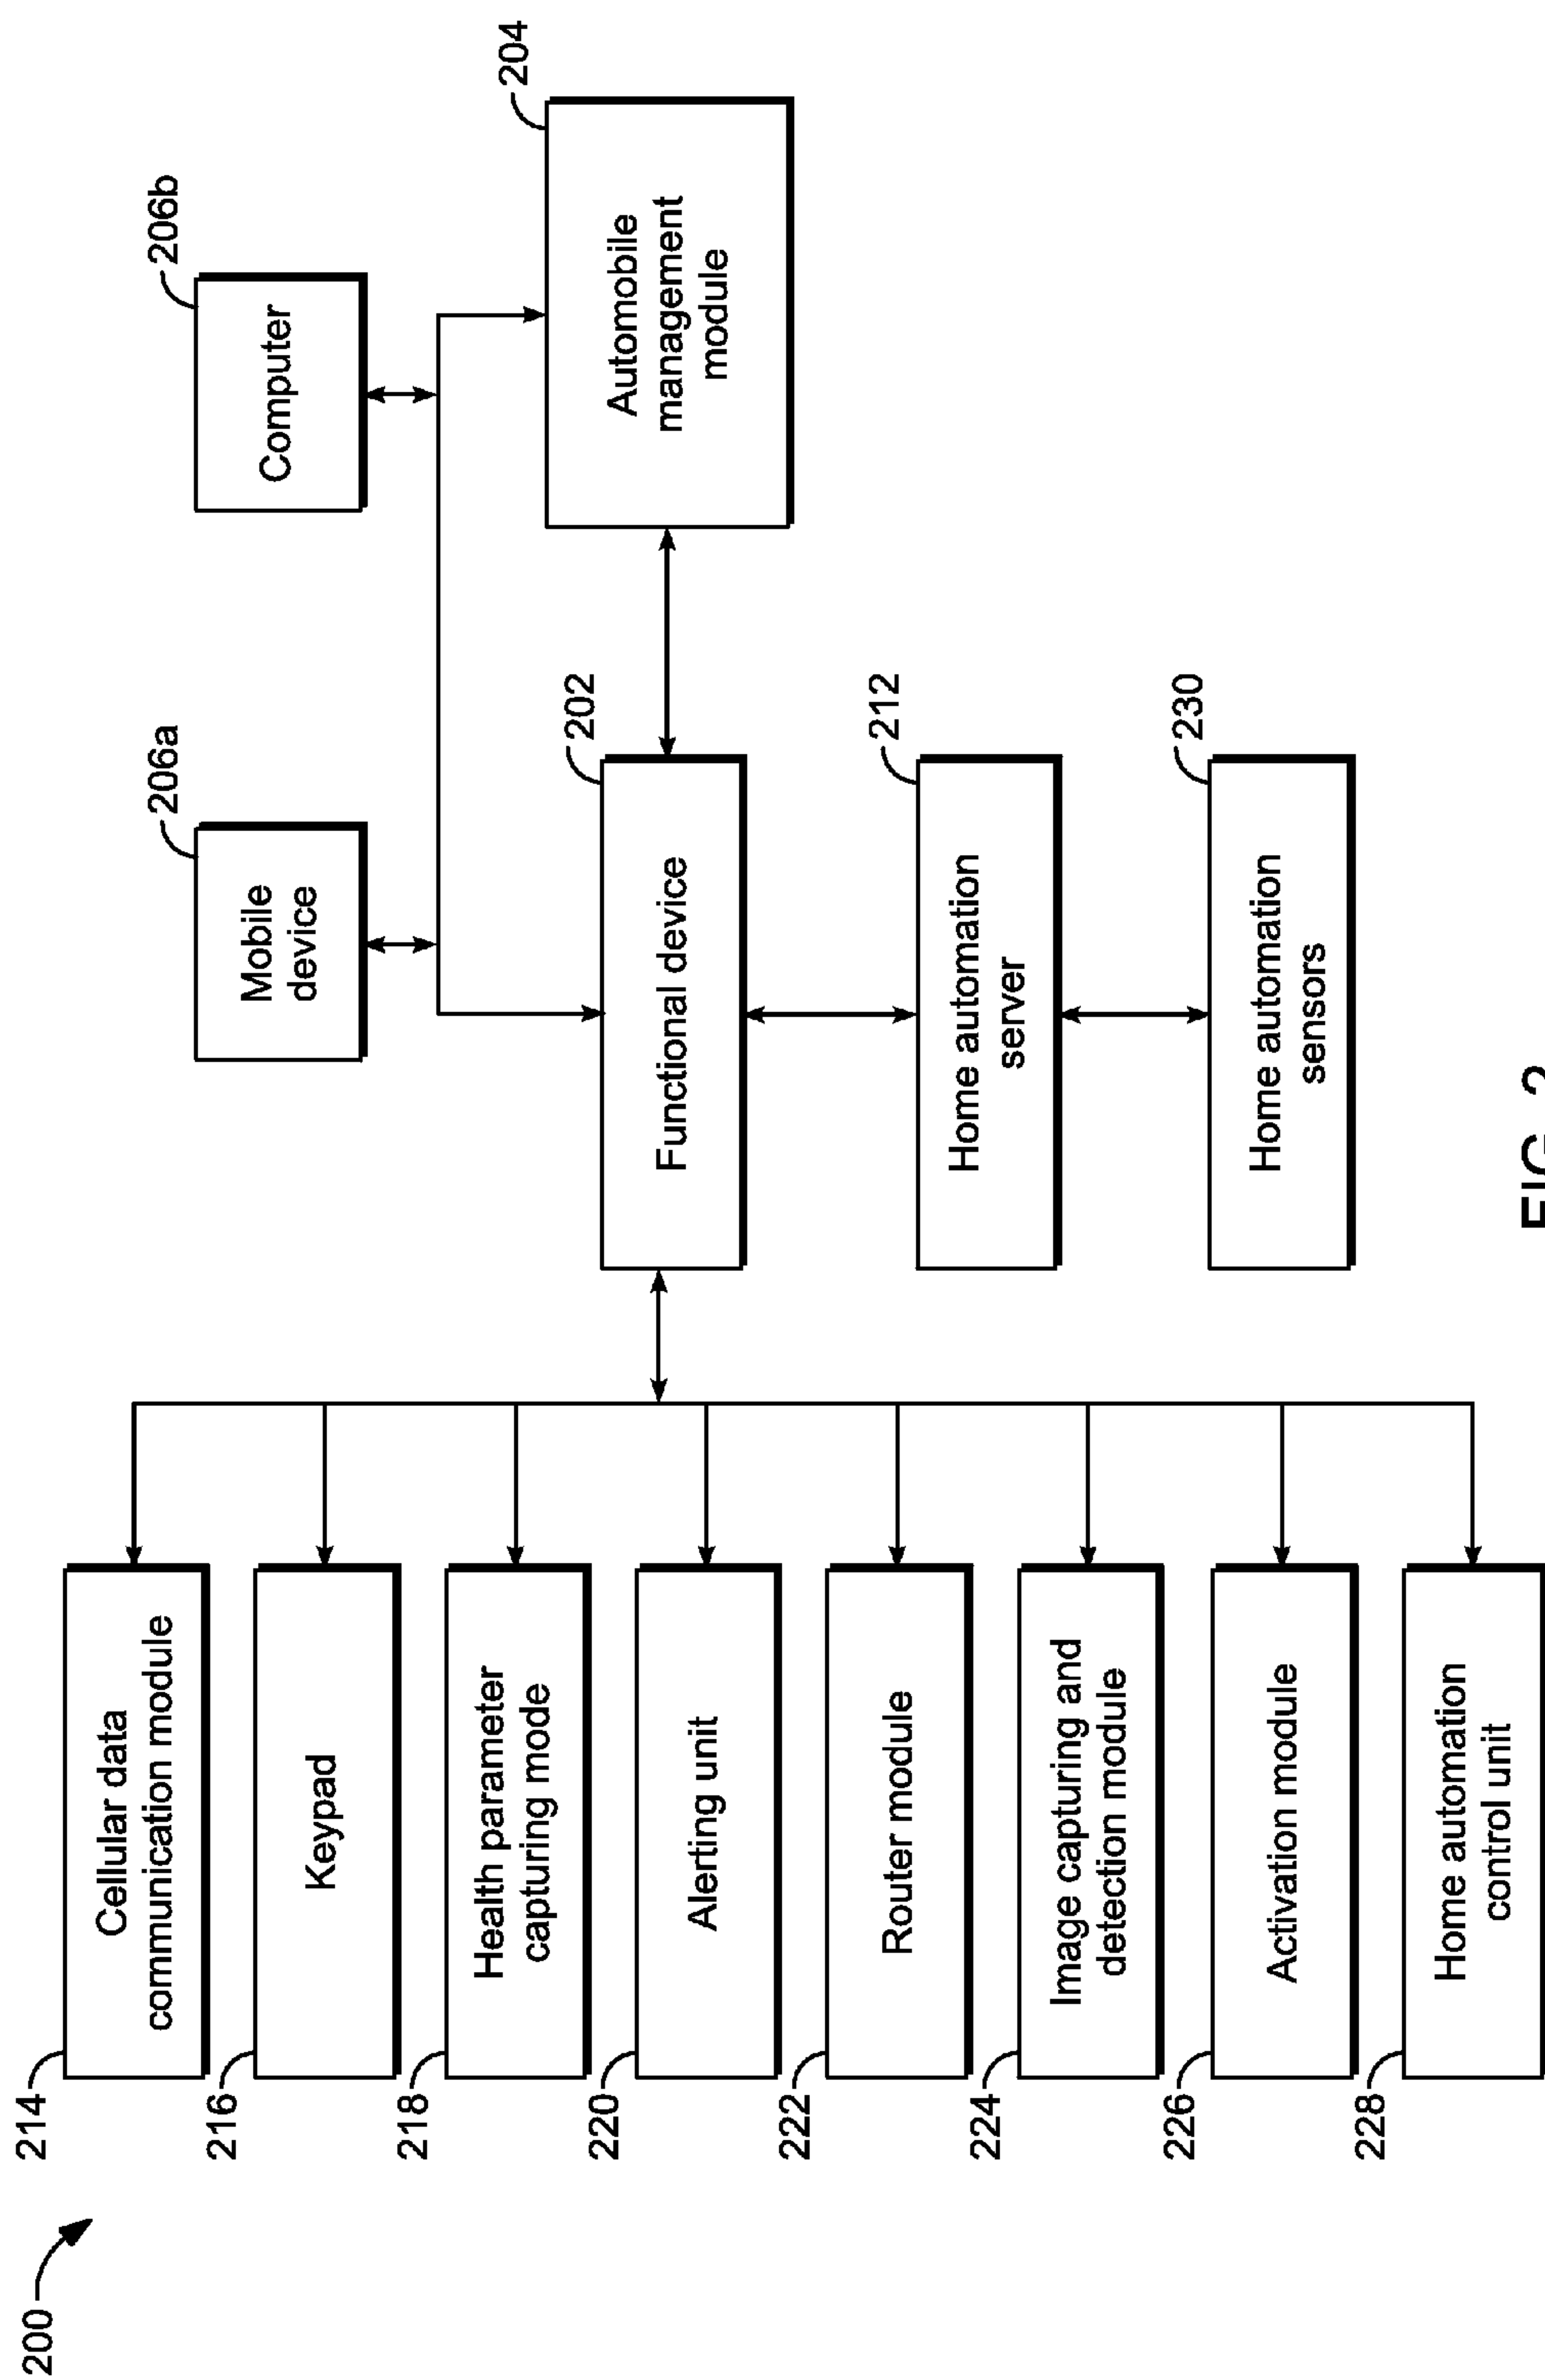 200
214
Cellular data
communication module
216
Keypad
218
Health parameter
capturing mode
220
Alerting unit
222
Router module
224
Image capturing and
detection module
226
Activation module
228
Home automation
control unit
206a
Mobile
device
206b
Computer
202
Functional device
204
Automobile
management
module
212
Home automation
server
230
Home automation
sensors
FIG. 2